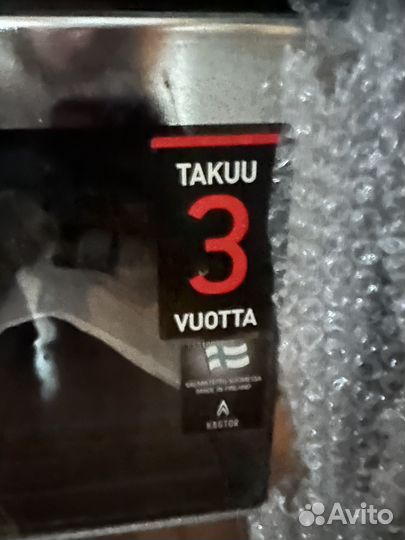 TAKUU
3
VUOTTA
VALMISTETTU SUOMESSA
MADE IN FINLAND
KASTOR
Avito